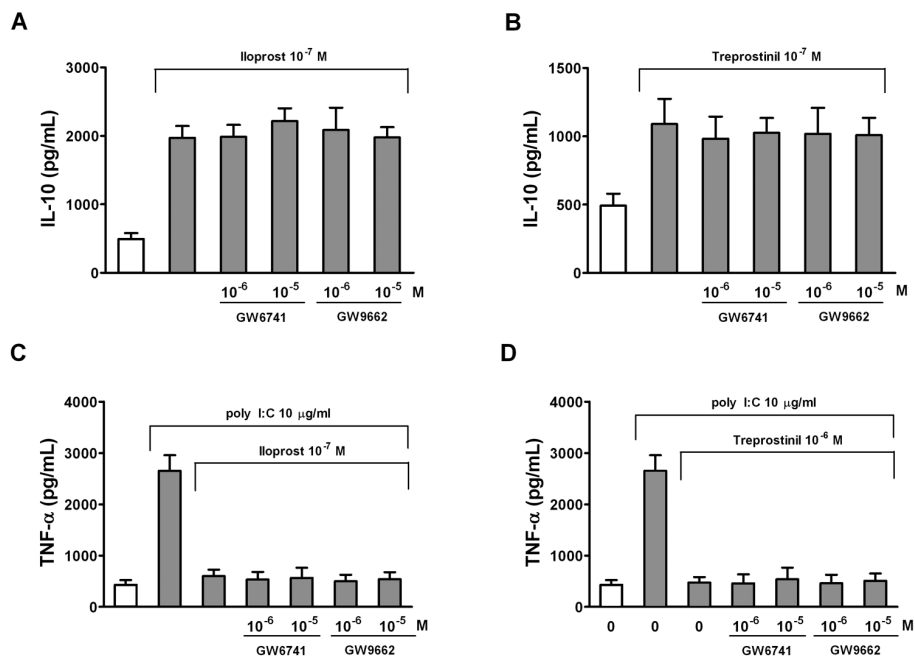 A
Iloprost 10⁻⁷ M
IL-10 (pg/mL)
3000
2000
1000
0
10⁻⁶ 10⁻⁵ 10⁻⁶ 10⁻⁵ M
GW6741 GW9662
B
Treprostinil 10⁻⁷ M
IL-10 (pg/mL)
1500
1000
500
0
10⁻⁶ 10⁻⁵ 10⁻⁶ 10⁻⁵ M
GW6741 GW9662
C
poly I:C 10 μg/ml
Iloprost 10⁻⁷ M
TNF-α (pg/mL)
4000
3000
2000
1000
0
10⁻⁶ 10⁻⁵ 10⁻⁶ 10⁻⁵ M
GW6741 GW9662
D
poly I:C 10 μg/ml
Treprostinil 10⁻⁶ M
TNF-α (pg/mL)
4000
3000
2000
1000
0
0 0 0 10⁻⁶ 10⁻⁵ 10⁻⁶ 10⁻⁵ M
GW6741 GW9662